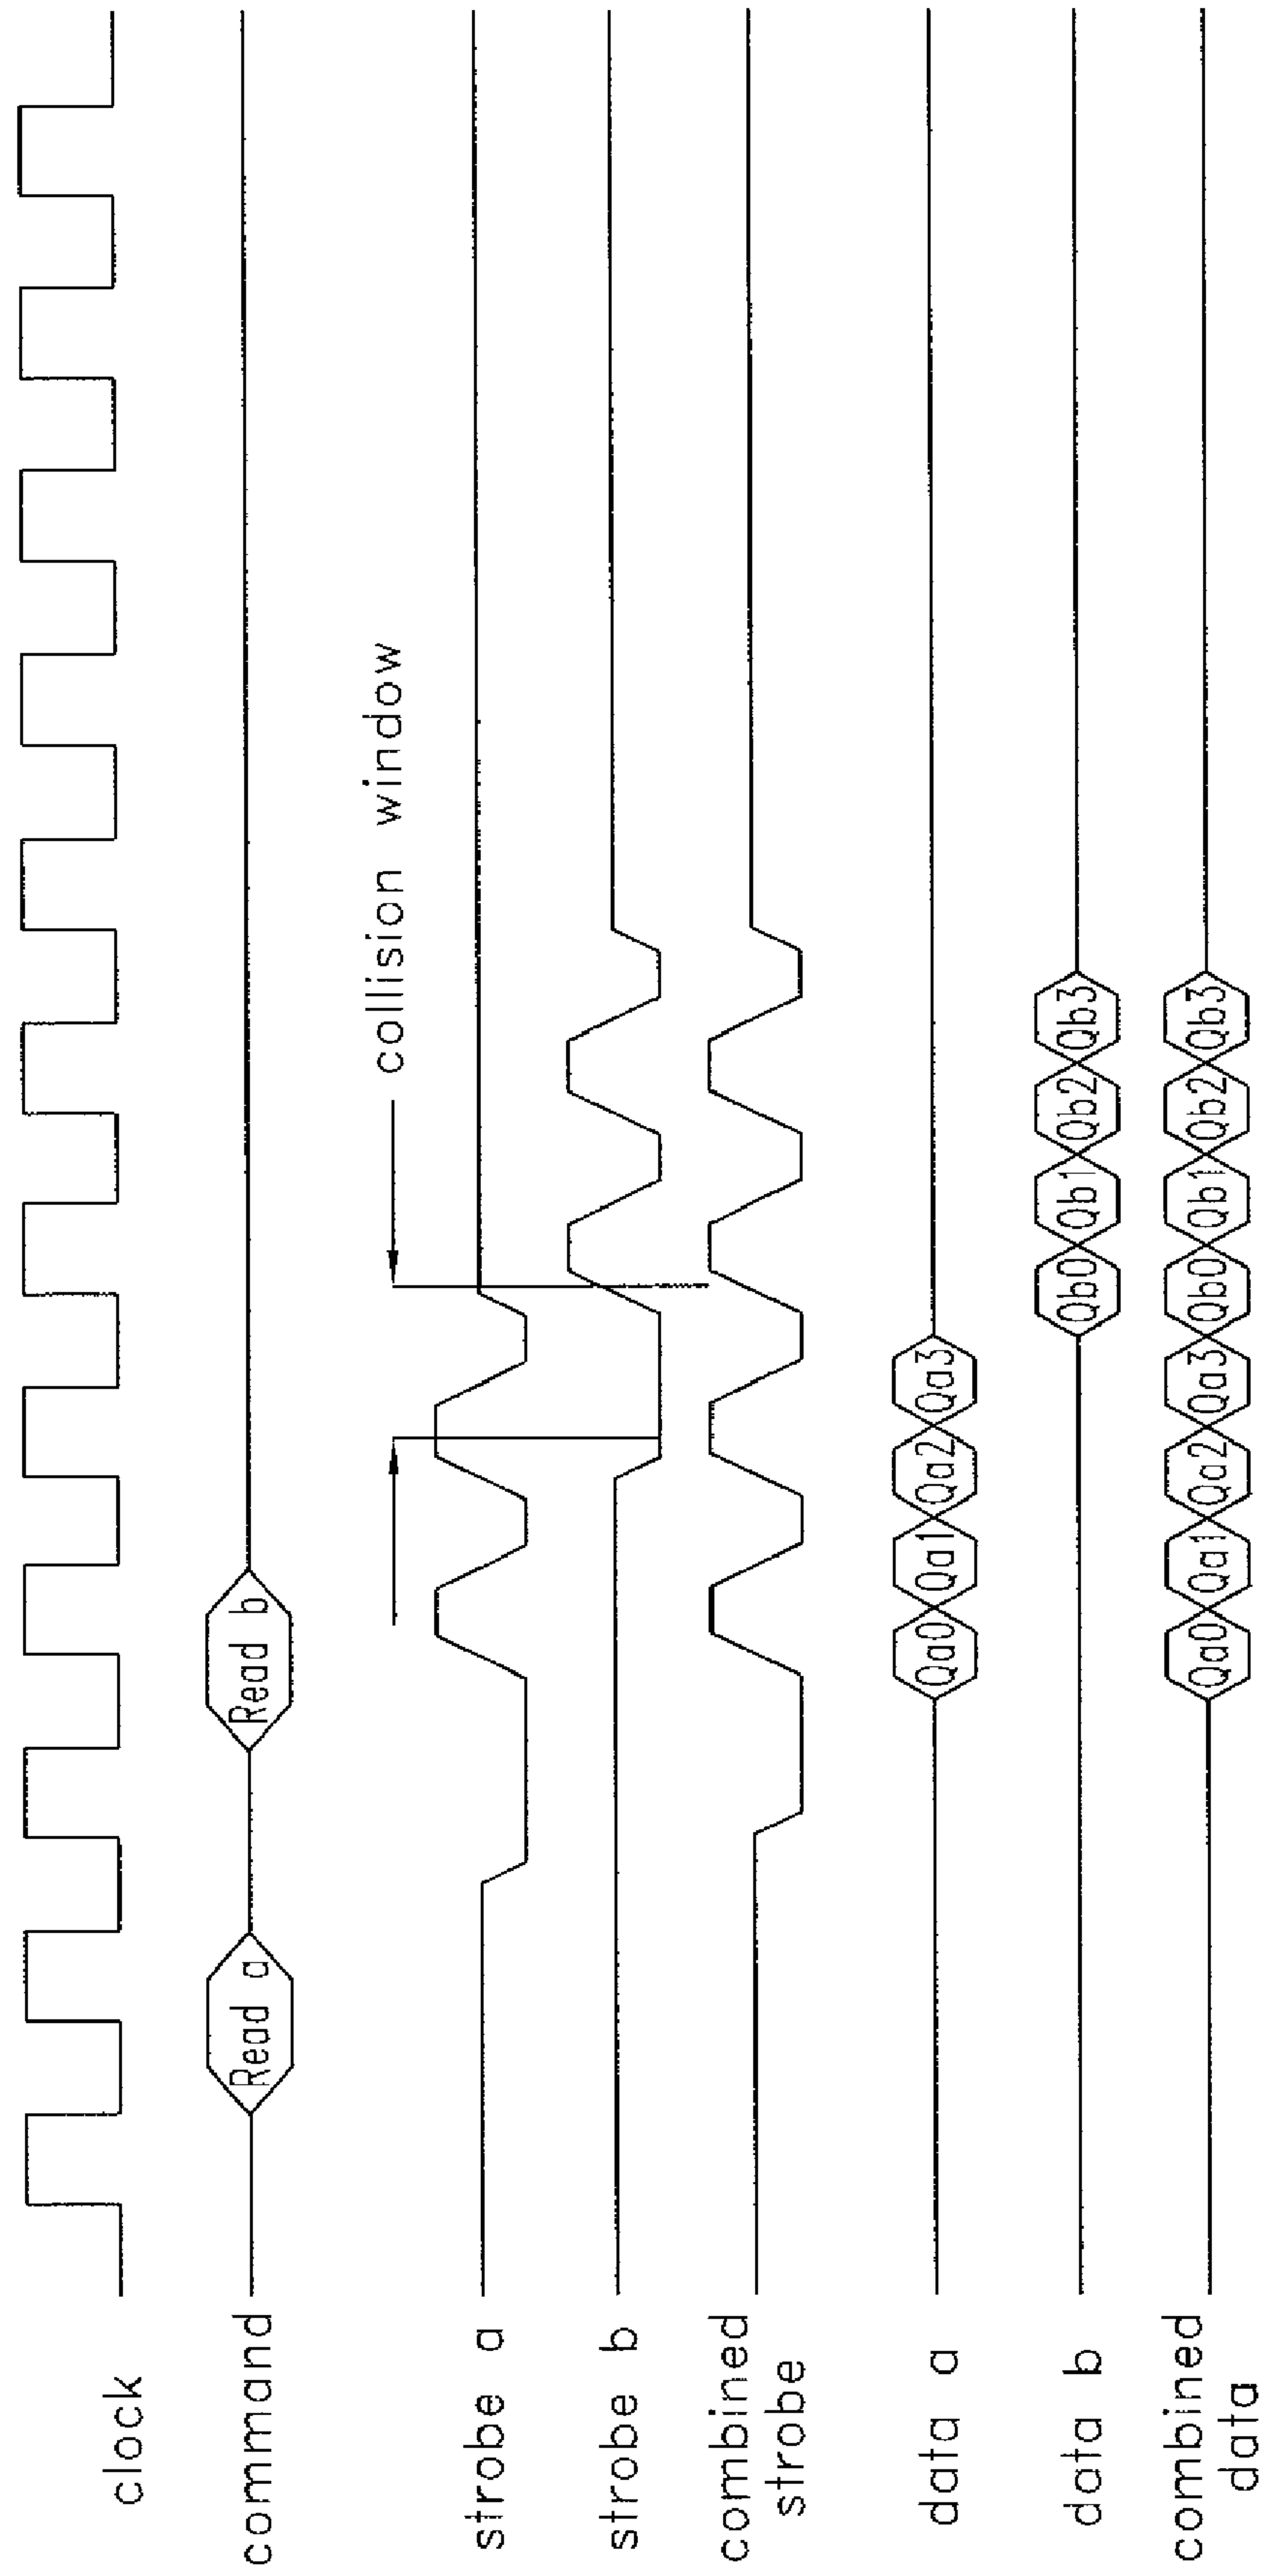 clock
command
Read a
Read b
collision window
strobe a
strobe b
combined
strobe
data a
Qa0 Qa1 Qa2 Qa3
data b
Qb0 Qb1 Qb2 Qb3
combined
data
Qa0 Qa1 Qa2 Qa3 Qb0 Qb1 Qb2 Qb3